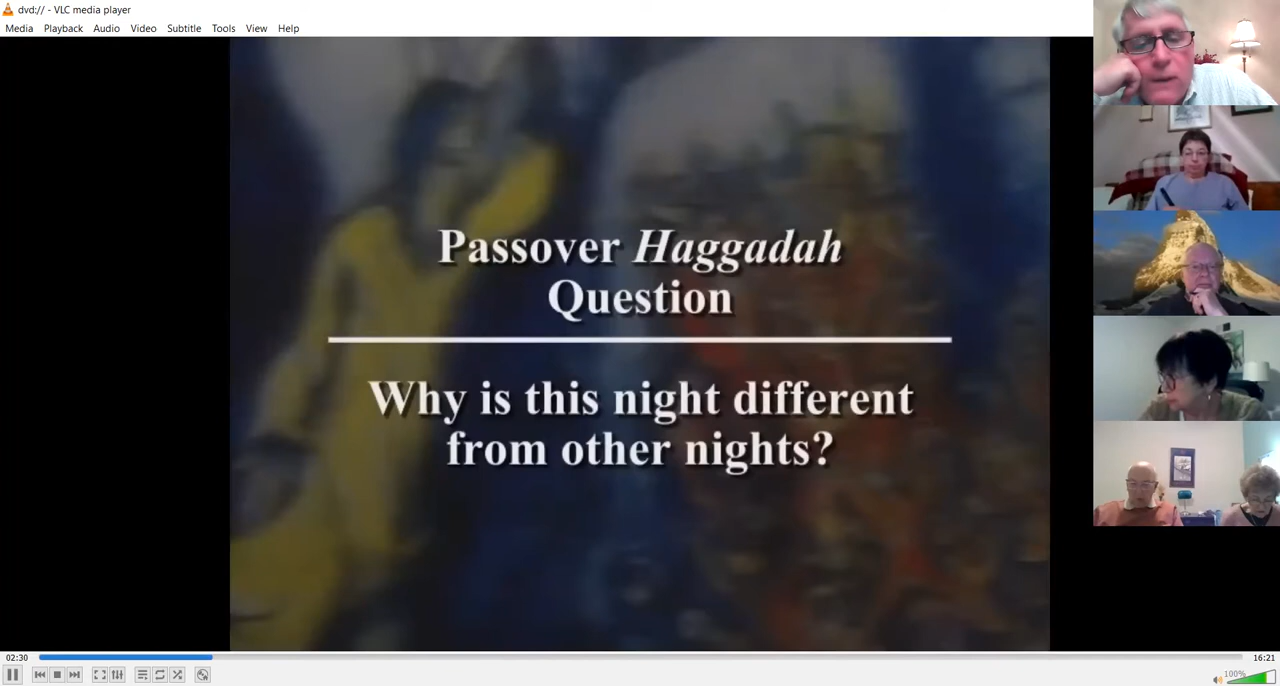 dvd:// - VLC media player
Media Playback Audio Video Subtitle Tools View Help
Passover Haggadah
Question
Why is this night different
from other nights?
02:30
16:21
100%